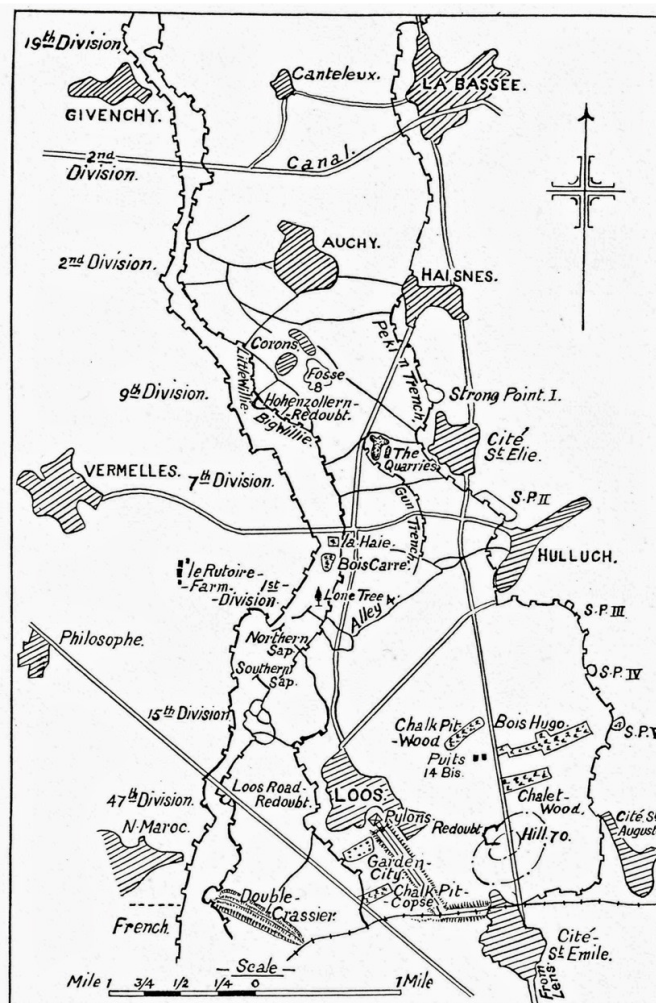 19th Division
GIVENCHY.
Canteleux.
LA BASSÉE.
2nd
Division.
Canal.
2nd Division.
AUCHY.
HAISNES.
Corons
Fosse
8
Little Willie.
Pekin Trench.
9th Division.
Hohenzollern-
Redoubt.
Big Willie
Strong Point. I.
Cité
St Elie.
The
Quarries
VERMELLES.
7th
Division.
S.P. II
Gun Trench.
la Haie.
HULLUCH.
Bois Carré.
le Rutoire-
-Farm-
1st-
-Division.
Lone Tree
Alley 4.
S.P. III
Philosophe.
Northern
Sap.
Southern
Sap.
S.P. IV
15th Division
Chalk Pit-
-Wood
Bois Hugo.
S.P. V
Puits
14 Bis.
47th Division.
Loos Road-
Redoubt.
LOOS
Chalet-
Wood.
Pylons
Redoubt
Hill. 70.
Cité St
August
N. Maroc.
Garden-
City.
Double-
Crassier.
Chalk Pit-
-Copse
French.
Cité-
St Emile.
From
Lens
Scale
Mile 1 3/4 1/2 1/4 0 1 Mile